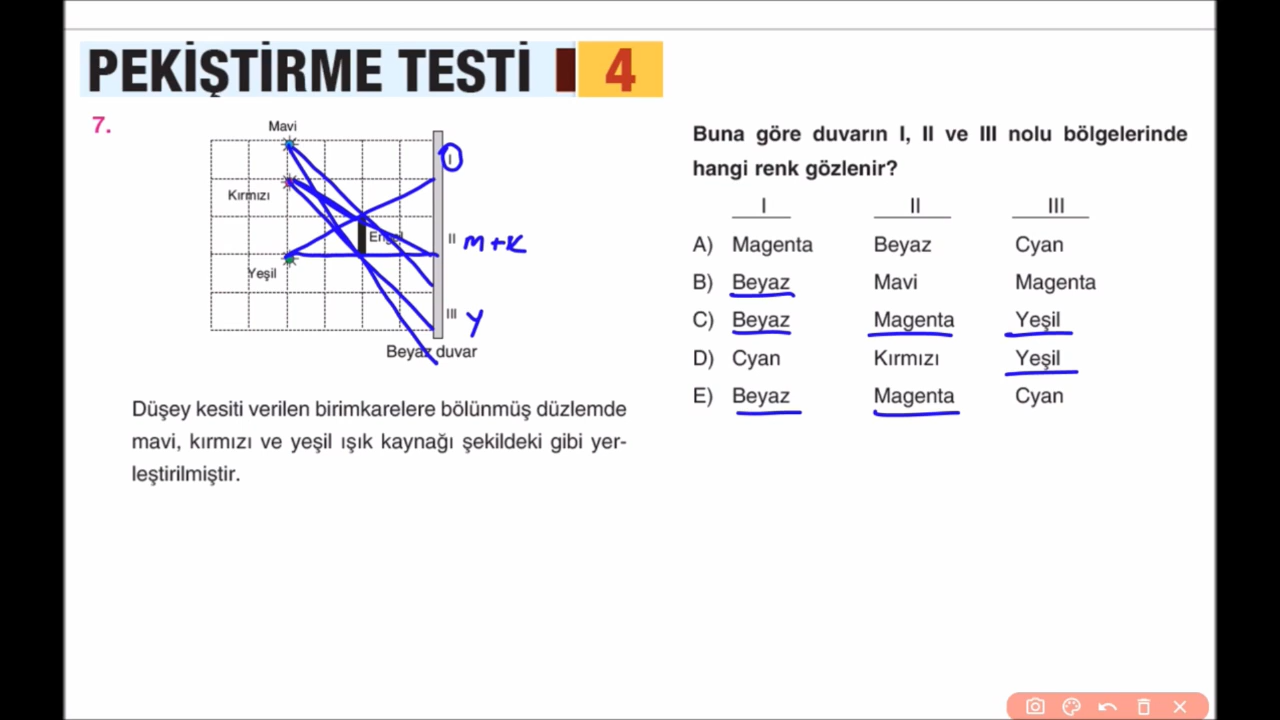 PEKİŞTİRME TESTİ 4
7.
Mavi
Kırmızı
Yeşil
Engel
I
II M+K
III Y
Beyaz duvar
Düşey kesiti verilen birimkarelere bölünmüş düzlemde
mavi, kırmızı ve yeşil ışık kaynağı şekildeki gibi yer-
leştirilmiştir.
Buna göre duvarın I, II ve III nolu bölgelerinde
hangi renk gözlenir?
I II III
A) Magenta Beyaz Cyan
B) Beyaz Mavi Magenta
C) Beyaz Magenta Yeşil
D) Cyan Kırmızı Yeşil
E) Beyaz Magenta Cyan